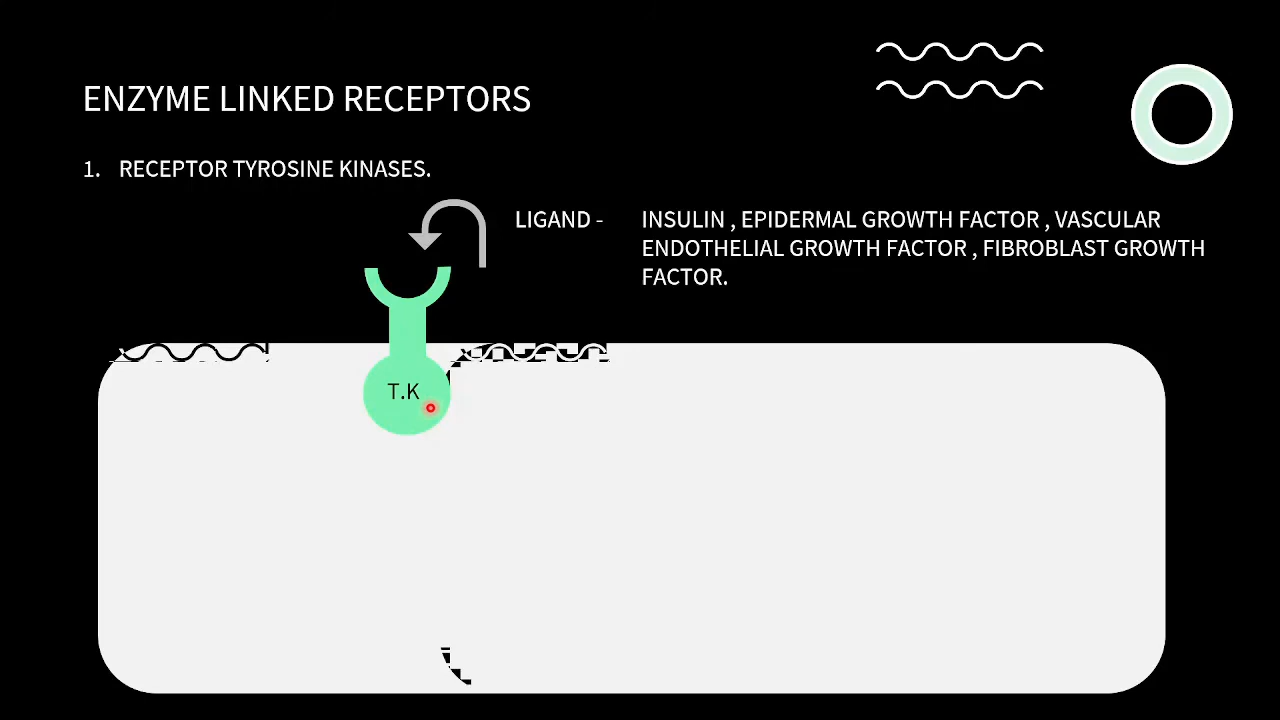 ENZYME LINKED RECEPTORS
1. RECEPTOR TYROSINE KINASES.
LIGAND - INSULIN , EPIDERMAL GROWTH FACTOR , VASCULAR
ENDOTHELIAL GROWTH FACTOR , FIBROBLAST GROWTH
FACTOR.
T.K